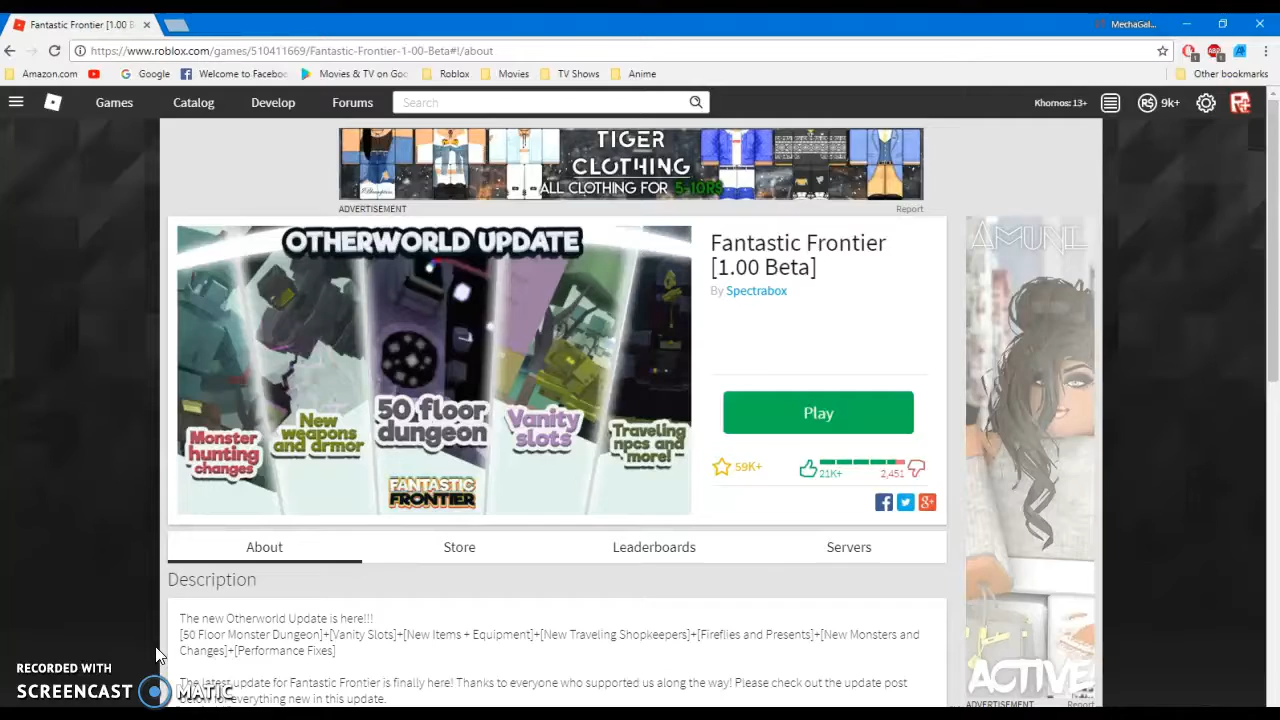 Fantastic Frontier [1.00 B
MechaGal...
https://www.roblox.com/games/510411669/Fantastic-Frontier-1-00-Beta#!/about
Amazon.com
Google
Welcome to Faceboo
Movies & TV on Goo
Roblox
Movies
TV Shows
Anime
Other bookmarks
Games
Catalog
Develop
Forums
Search
Khomos: 13+
R$ 9k+
TIGER
CLOTHING
ALL CLOTHING FOR 5-10R$
ADVERTISEMENT
Report
OTHERWORLD UPDATE
Monster
hunting
changes
New
weapons
and armor
50 floor
dungeon
Vanity
slots
Traveling
npcs and
more!
FANTASTIC
FRONTIER
Fantastic Frontier
[1.00 Beta]
By Spectrabox
Play
59K+
21K+
2,451
AMUNI
ACTIVE
ADVERTISEMENT
Report
About
Store
Leaderboards
Servers
Description
The new Otherworld Update is here!!!
[50 Floor Monster Dungeon]+[Vanity Slots]+[New Items + Equipment]+[New Traveling Shopkeepers]+[Fireflies and Presents]+[New Monsters and
Changes]+[Performance Fixes]
The latest update for Fantastic Frontier is finally here! Thanks to everyone who supported us along the way! Please check out the update post
below for everything new in this update.
RECORDED WITH
SCREENCAST MATIC